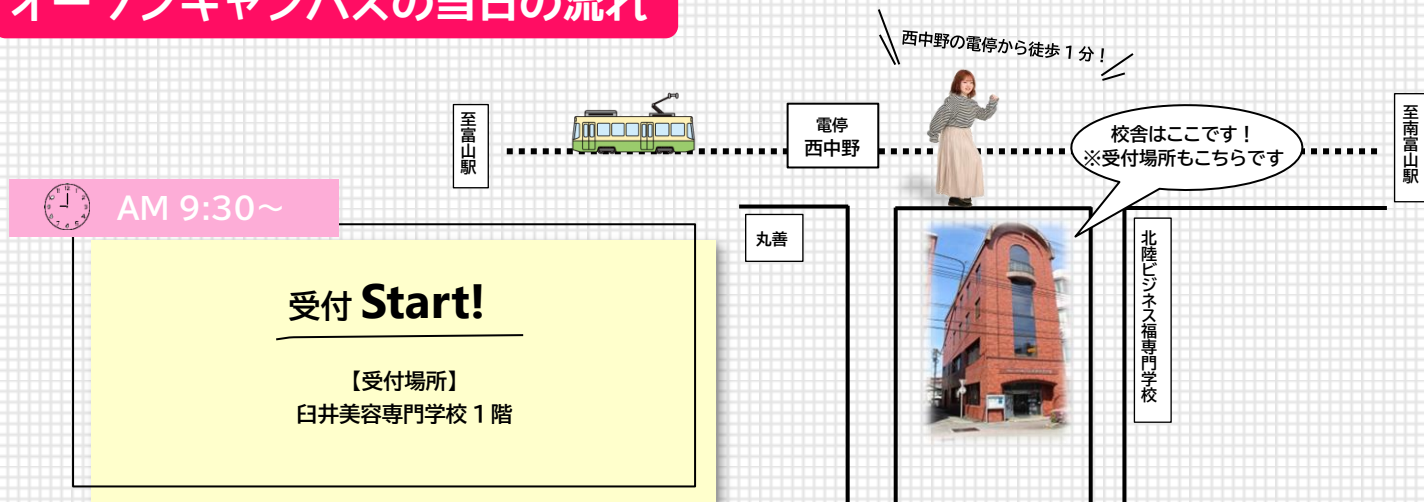 オープンキャンパスの当日の流れ
西中野の電停から徒歩1分！
至富山駅
電停
西中野
校舎はここです！
※受付場所もこちらです
至南富山駅
AM 9:30～
丸善
北陸ビジネス福専門学校
受付 Start!
【受付場所】
臼井美容専門学校 1 階